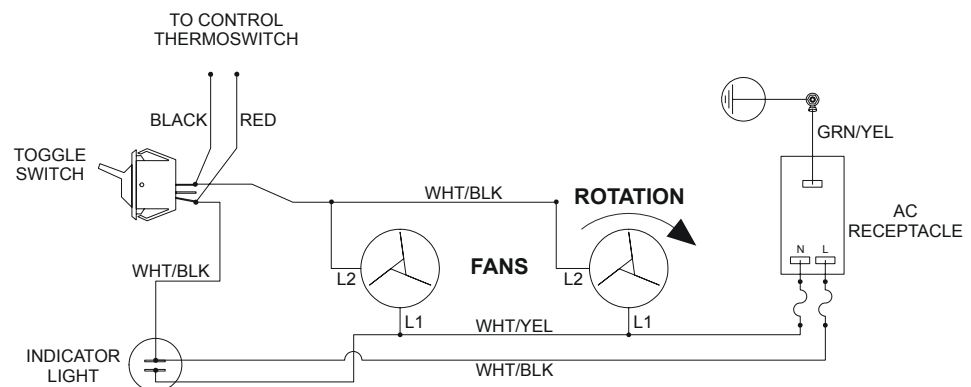 TO CONTROL
THERMOSWITCH
BLACK
RED
GRN/YEL
TOGGLE
SWITCH
WHT/BLK
ROTATION
AC
RECEPTACLE
N
L
WHT/BLK
L2
FANS
L2
L1
WHT/YEL
L1
INDICATOR
LIGHT
WHT/BLK